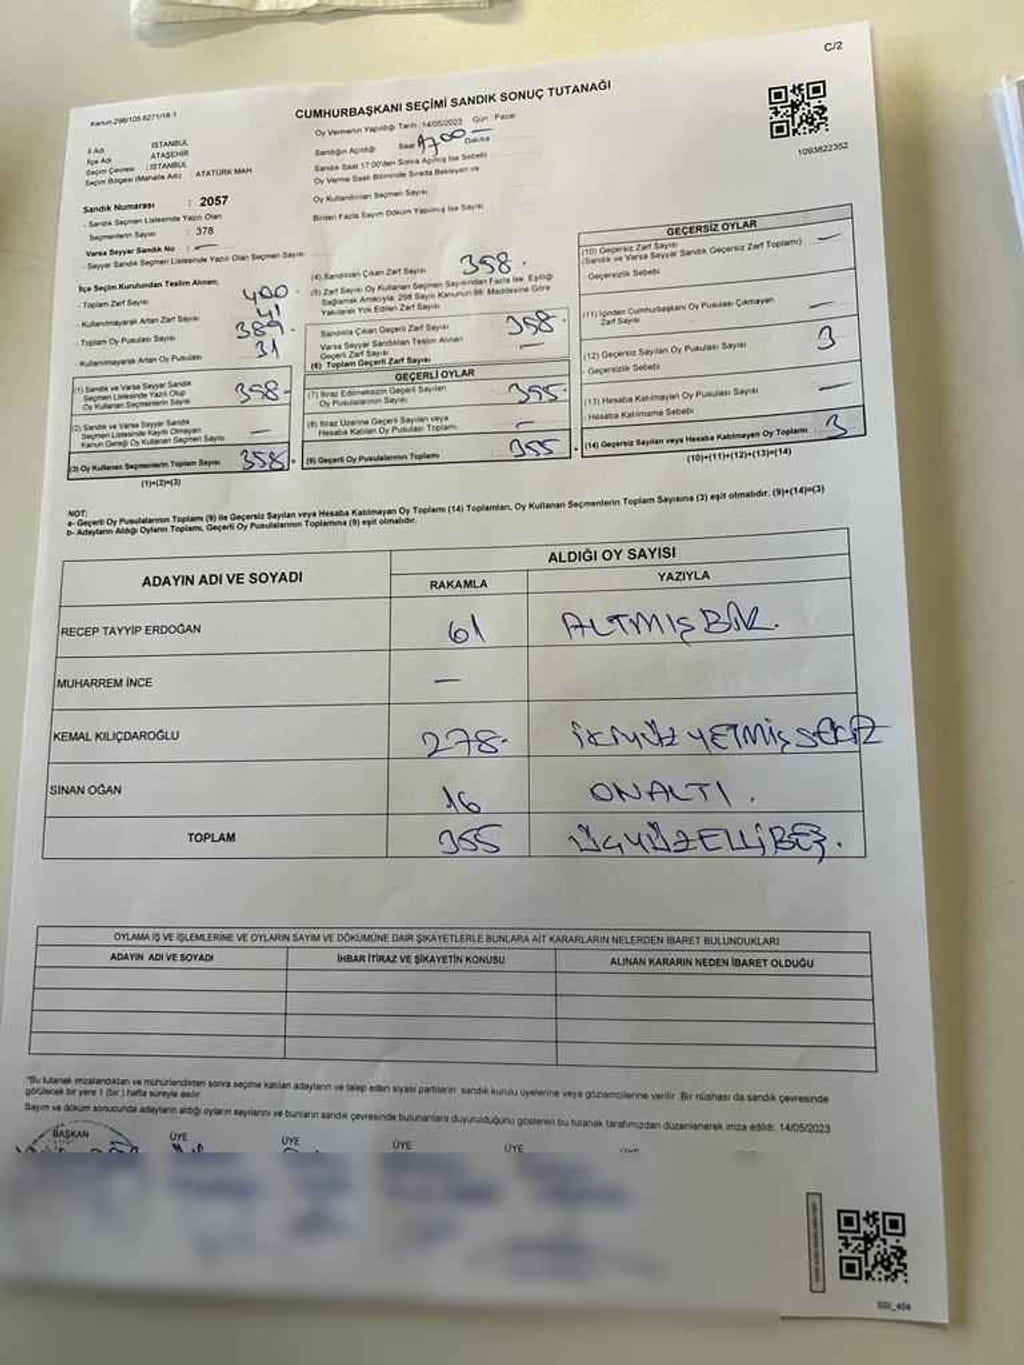 C/2
Kanun 298/105 6271/18-1
CUMHURBAŞKANI SEÇİMİ SANDIK SONUÇ TUTANAĞI
Oy Vermenin Yapıldığı Tarih : 14/05/2023 Gün : Pazar
Sandığın Açıldığı Saat 1700 Dakika —
Sandık Saat 17:00'den Sonra Açılmış İse Sebebi
Oy Verme Saati Bitiminde Sırada Bekleyen ve
Oy Kullandırılan Seçmen Sayısı
Birden Fazla Sayım Döküm Yapılmış İse Sayısı
1093822352
İl Adı İSTANBUL
İlçe Adı ATAŞEHİR
Seçim Çevresi : İSTANBUL
Seçim Bölgesi (Mahalle Adı) ATATÜRK MAH
Sandık Numarası : 2057
- Sandık Seçmen Listesinde Yazılı Olan
Seçmenlerin Sayısı : 378
Varsa Seyyar Sandık No : —
- Seyyar Sandık Seçmen Listesinde Yazılı Olan Seçmen Sayısı
İlçe Seçim Kurulundan Teslim Alınan;
- Toplam Zarf Sayısı 400
- Kullanılmayarak Artan Zarf Sayısı 41
- Toplam Oy Pusulası Sayısı 389
- Kullanılmayarak Artan Oy Pusulası 31
(1) Sandık ve Varsa Seyyar Sandık
Seçmen Listesinde Yazılı Olup
Oy Kullanan Seçmenlerin Sayısı 358
(2) Sandık ve Varsa Seyyar Sandık
Seçmen Listesinde Kaydı Olmayan
Kanun Gereği Oy Kullanan Seçmen Sayısı —
(3) Oy Kullanan Seçmenlerin Toplam Sayısı 358
(1)+(2)=(3)
(4) Sandıktan Çıkan Zarf Sayısı 358
(5) Zarf Sayısı Oy Kullanan Seçmen Sayısından Fazla İse, Eşitliği
Sağlamak Amacıyla, 298 Sayılı Kanunun 98. Maddesine Göre
Yakılarak Yok Edilen Zarf Sayısı
Sandıkta Çıkan Geçerli Zarf Sayısı 358
Varsa Seyyar Sandıktan Teslim Alınan
Geçerli Zarf Sayısı —
(6) Toplam Geçerli Zarf Sayısı
GEÇERLİ OYLAR
(7) İtiraz Edilmeksizin Geçerli Sayılan
Oy Pusulalarının Sayısı 355
(8) İtiraz Üzerine Geçerli Sayılan veya
Hesaba Katılan Oy Pusulası Toplamı —
(9) Geçerli Oy Pusulalarının Toplamı 355
GEÇERSİZ OYLAR
(10) Geçersiz Zarf Sayısı —
(Sandık ve Varsa Seyyar Sandık Geçersiz Zarf Toplamı)
Geçersizlik Sebebi
(11) İçinden Cumhurbaşkanı Oy Pusulası Çıkmayan
Zarf Sayısı —
(12) Geçersiz Sayılan Oy Pusulası Sayısı 3
- Geçersizlik Sebebi
(13) Hesaba Katılmayan Oy Pusulası Sayısı —
- Hesaba Katılmama Sebebi
(14) Geçersiz Sayılan veya Hesaba Katılmayan Oy Toplamı 3
(10)+(11)+(12)+(13)=(14)
NOT:
a- Geçerli Oy Pusulalarının Toplamı (9) ile Geçersiz Sayılan veya Hesaba Katılmayan Oy Toplamı (14) Toplamları, Oy Kullanan Seçmenlerin Toplam Sayısına (3) eşit olmalıdır. (9)+(14)=(3)
b- Adayların Aldığı Oyların Toplamı, Geçerli Oy Pusulalarının Toplamına (9) eşit olmalıdır.
ADAYIN ADI VE SOYADI
ALDIĞI OY SAYISI
RAKAMLA YAZIYLA
RECEP TAYYİP ERDOĞAN 61 ALTMIŞBİR.
MUHARREM İNCE —
KEMAL KILIÇDAROĞLU 278 İKİYÜZ YETMİŞ SEKİZ
SİNAN OĞAN 16 ONALTI.
TOPLAM 355 ÜÇYÜZELLİBEŞ.
OYLAMA İŞ VE İŞLEMLERİNE VE OYLARIN SAYIM VE DÖKÜMÜNE DAİR ŞİKAYETLERLE BUNLARA AİT KARARLARIN NELERDEN İBARET BULUNDUKLARI
ADAYIN ADI VE SOYADI İHBAR İTİRAZ VE ŞİKAYETİN KONUSU ALINAN KARARIN NEDEN İBARET OLDUĞU
"Bu tutanak imzalandıktan ve mühürlendikten sonra seçime katılan adayların ve talep eden siyasi partilerin sandık kurulu üyelerine veya gözlemcilerine verilir. Bir nüshası da sandık çevresinde
görülecek bir yere 1 (bir) hafta süreyle asılır
Sayım ve döküm sonucunda adayların aldığı oyların sayılarını ve bunların sandık çevresinde bulunanlara duyurulduğunu gösteren bu tutanak tarafımızdan düzenlenerek imza edildi. 14/05/2023
BAŞKAN ÜYE ÜYE ÜYE ÜYE
SSI_404